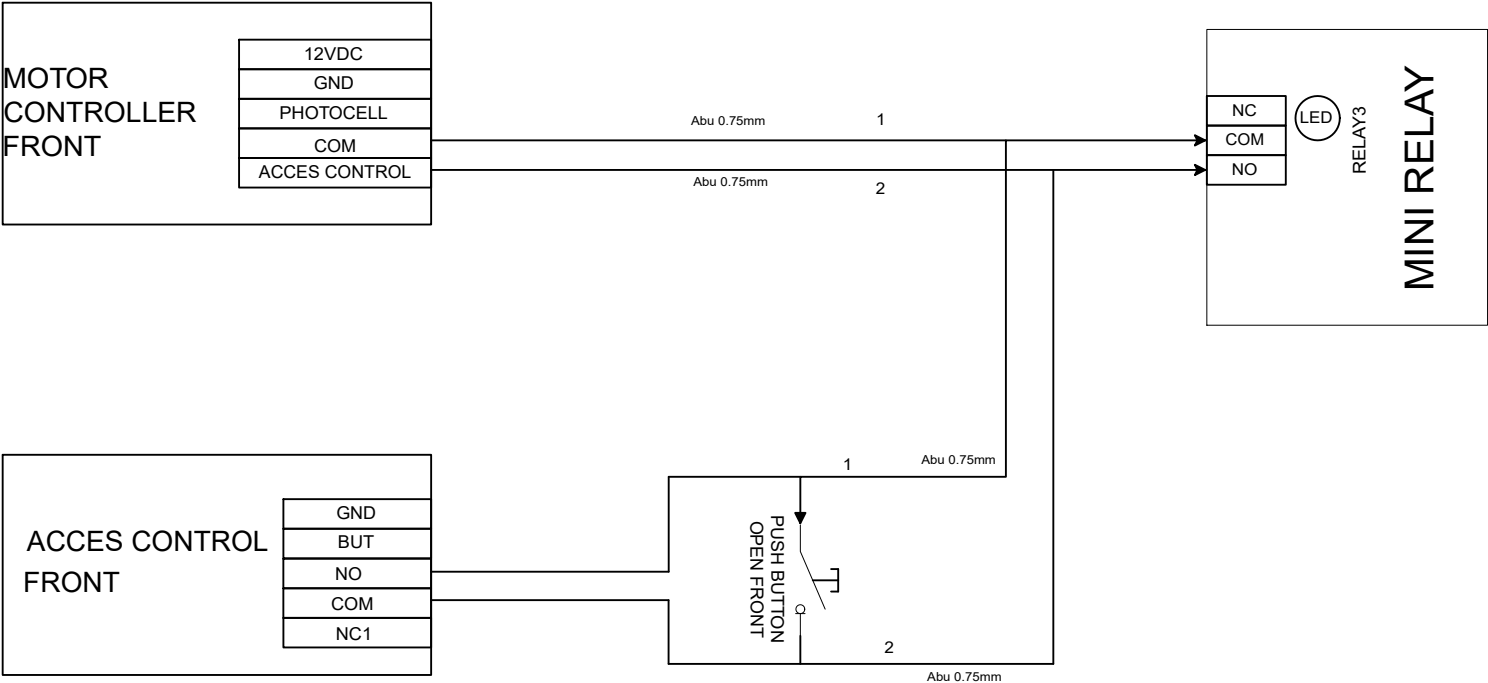 MOTOR
CONTROLLER
FRONT
12VDC
GND
PHOTOCELL
COM
ACCES CONTROL
Abu 0.75mm
1
Abu 0.75mm
2
NC
COM
NO
LED
RELAY3
MINI RELAY
ACCES CONTROL
FRONT
GND
BUT
NO
COM
NC1
1
Abu 0.75mm
PUSH BUTTON
OPEN FRONT
2
Abu 0.75mm